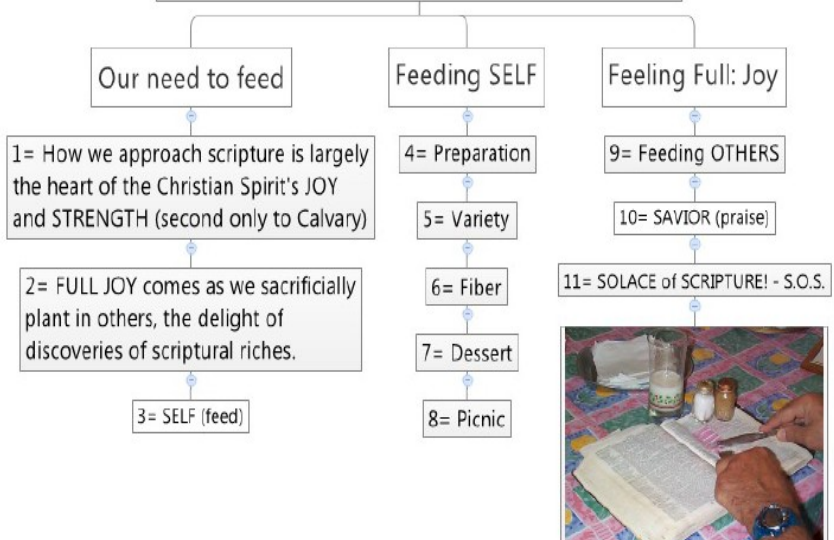 Our need to feed
1= How we approach scripture is largely
the heart of the Christian Spirit's JOY
and STRENGTH (second only to Calvary)
2= FULL JOY comes as we sacrificially
plant in others, the delight of
discoveries of scriptural riches.
3= SELF (feed)
Feeding SELF
4= Preparation
5= Variety
6= Fiber
7= Dessert
8= Picnic
Feeling Full: Joy
9= Feeding OTHERS
10= SAVIOR (praise)
11= SOLACE of SCRIPTURE! - S.O.S.